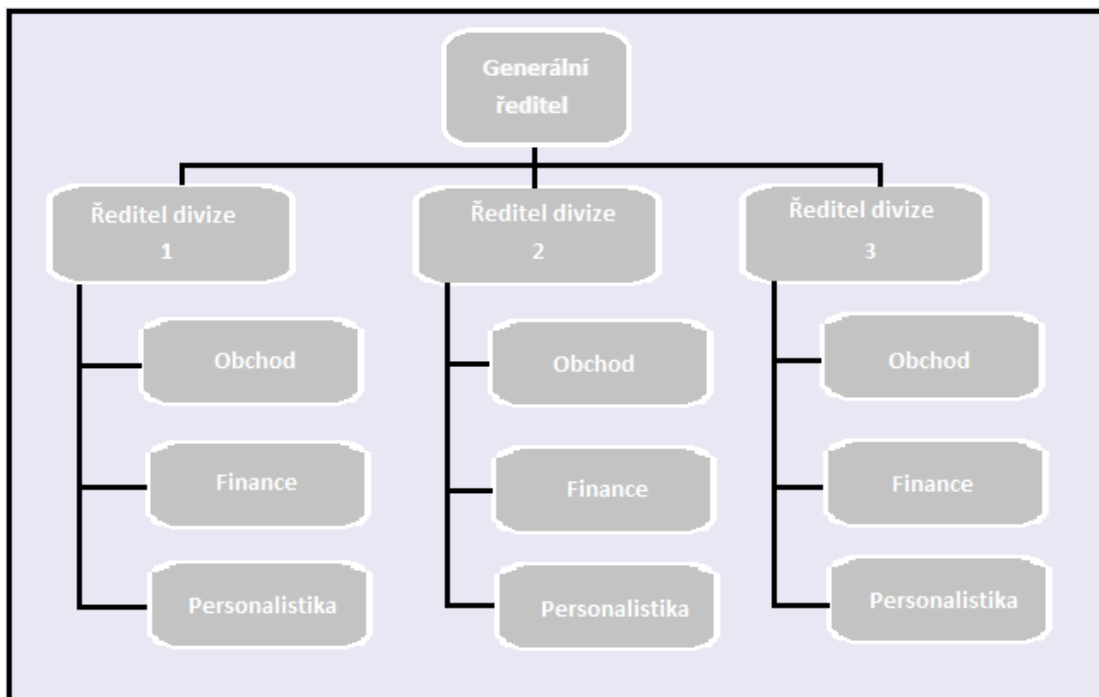 Generální
ředitel
Ředitel divize
1
Ředitel divize
2
Ředitel divize
3
Obchod
Obchod
Obchod
Finance
Finance
Finance
Personalistika
Personalistika
Personalistika